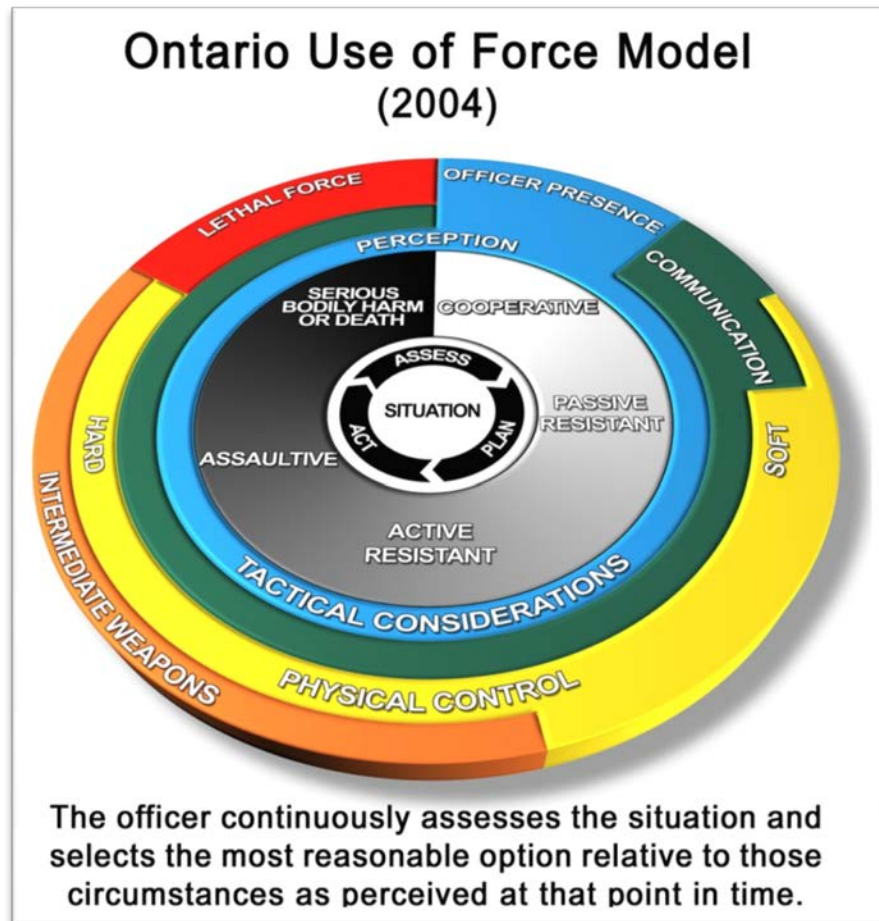 Ontario Use of Force Model
(2004)
LETHAL FORCE
OFFICER PRESENCE
PERCEPTION
COMMUNICATION
SERIOUS
BODILY HARM
OR DEATH
COOPERATIVE
ASSESS
SITUATION
PLAN
ACT
PASSIVE
RESISTANT
SOFT
HARD
ASSAULTIVE
ACTIVE
RESISTANT
TACTICAL CONSIDERATIONS
INTERMEDIATE WEAPONS
PHYSICAL CONTROL
The officer continuously assesses the situation and
selects the most reasonable option relative to those
circumstances as perceived at that point in time.